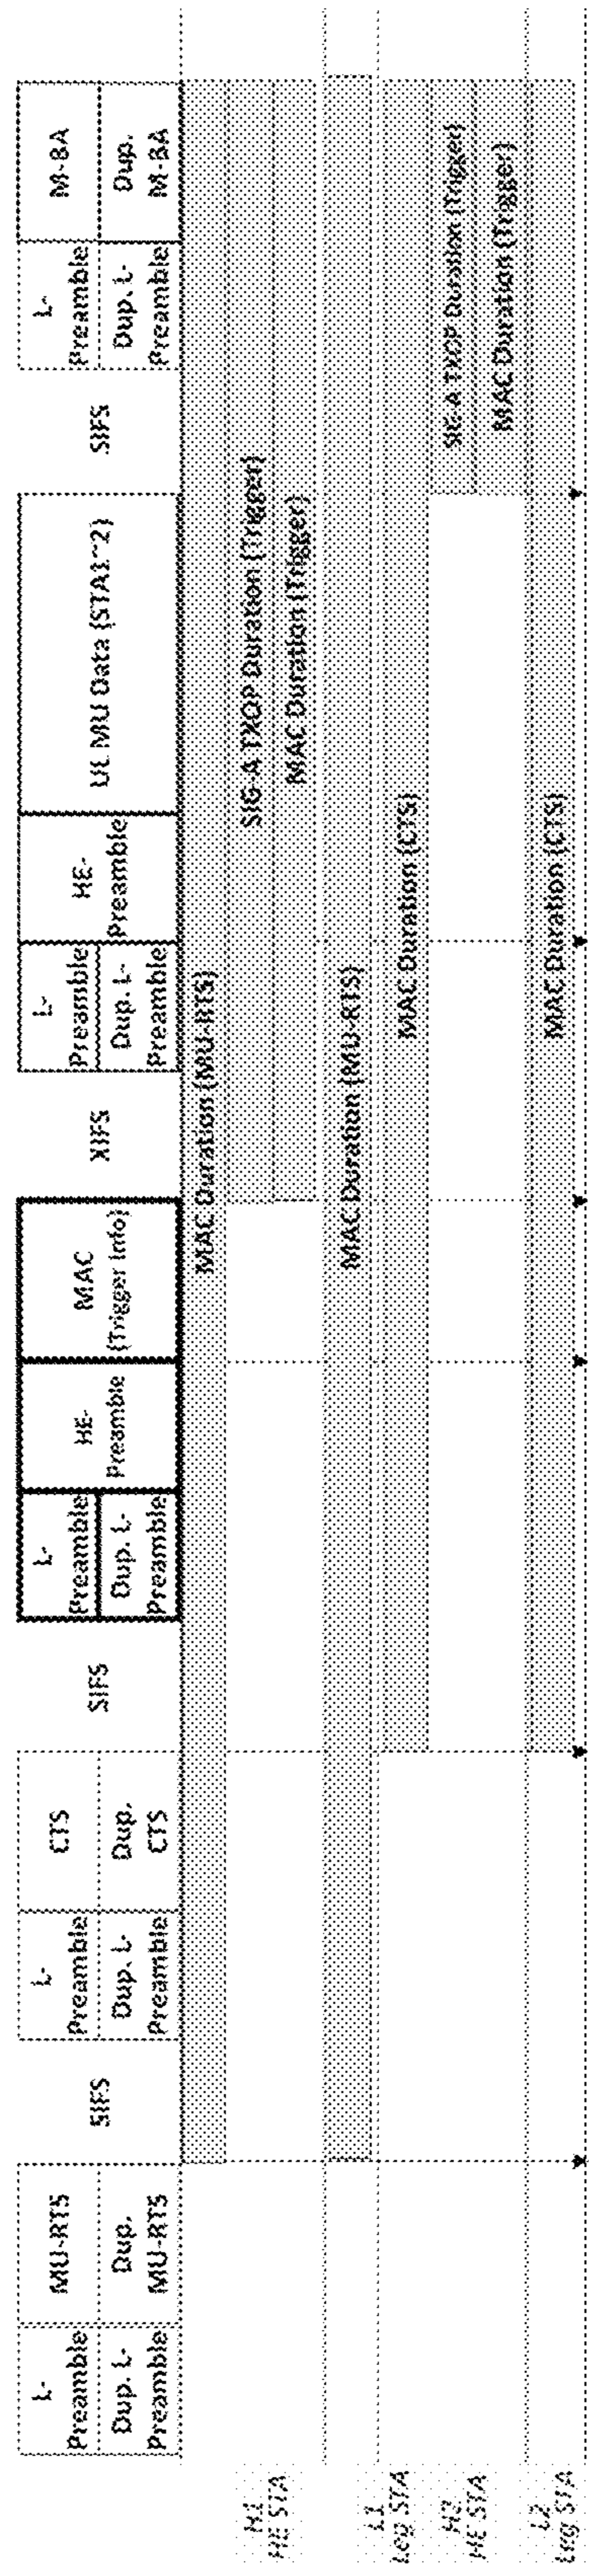 L-
Preamble
Dup. L-
Preamble
MU-RTS
Dup.
MU-RTS
SIFS
L-
Preamble
Dup. L-
Preamble
CTS
Dup.
CTS
SIFS
L-
Preamble
Dup. L-
Preamble
HE-
Preamble
MAC
(Trigger info)
XIFS
L-
Preamble
Dup. L-
Preamble
HE-
Preamble
UL MU Data (STA1~2)
SIFS
L-
Preamble
Dup. L-
Preamble
M-BA
Dup.
M-BA
MAC Duration (MU-RTS)
H1
HE STA
SIG-A TXOP Duration (Trigger)
MAC Duration (Trigger)
MAC Duration (MU-RTS)
L1
Leg STA
MAC Duration (CTS)
H2
HE STA
SIG-A TXOP Duration (Trigger)
MAC Duration (Trigger)
L2
Leg STA
MAC Duration (CTS)